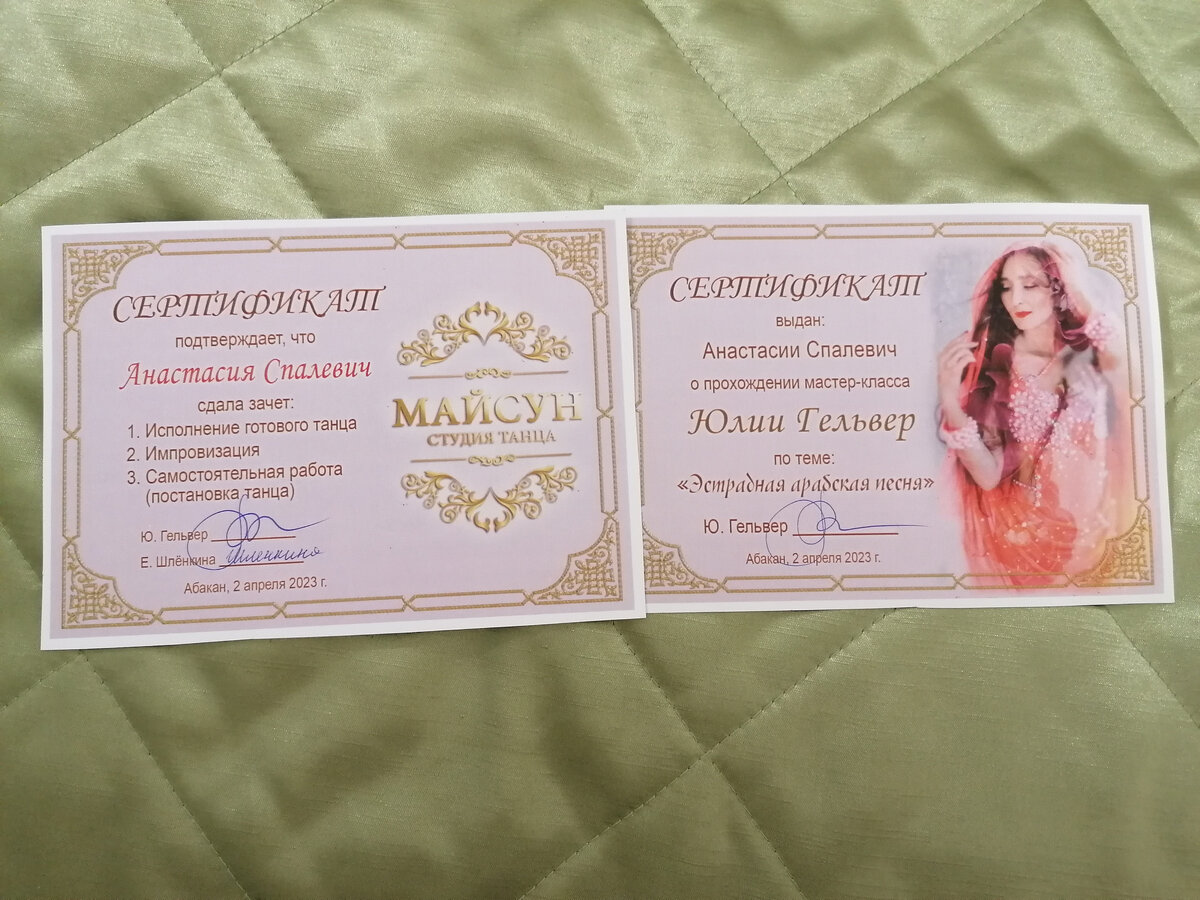 СЕРТИФИКАТ
подтверждает, что
Анастасия Спалевич
сдала зачет:
1. Исполнение готового танца
2. Импровизация
3. Самостоятельная работа
(постановка танца)
Ю. Гельвер
Е. Шлёнкина Шленкина
Абакан, 2 апреля 2023 г.
МАЙСУН
СТУДИЯ ТАНЦА
СЕРТИФИКАТ
выдан:
Анастасии Спалевич
о прохождении мастер-класса
Юлии Гельвер
по теме:
«Эстрадная арабская песня»
Ю. Гельвер
Абакан, 2 апреля 2023 г.